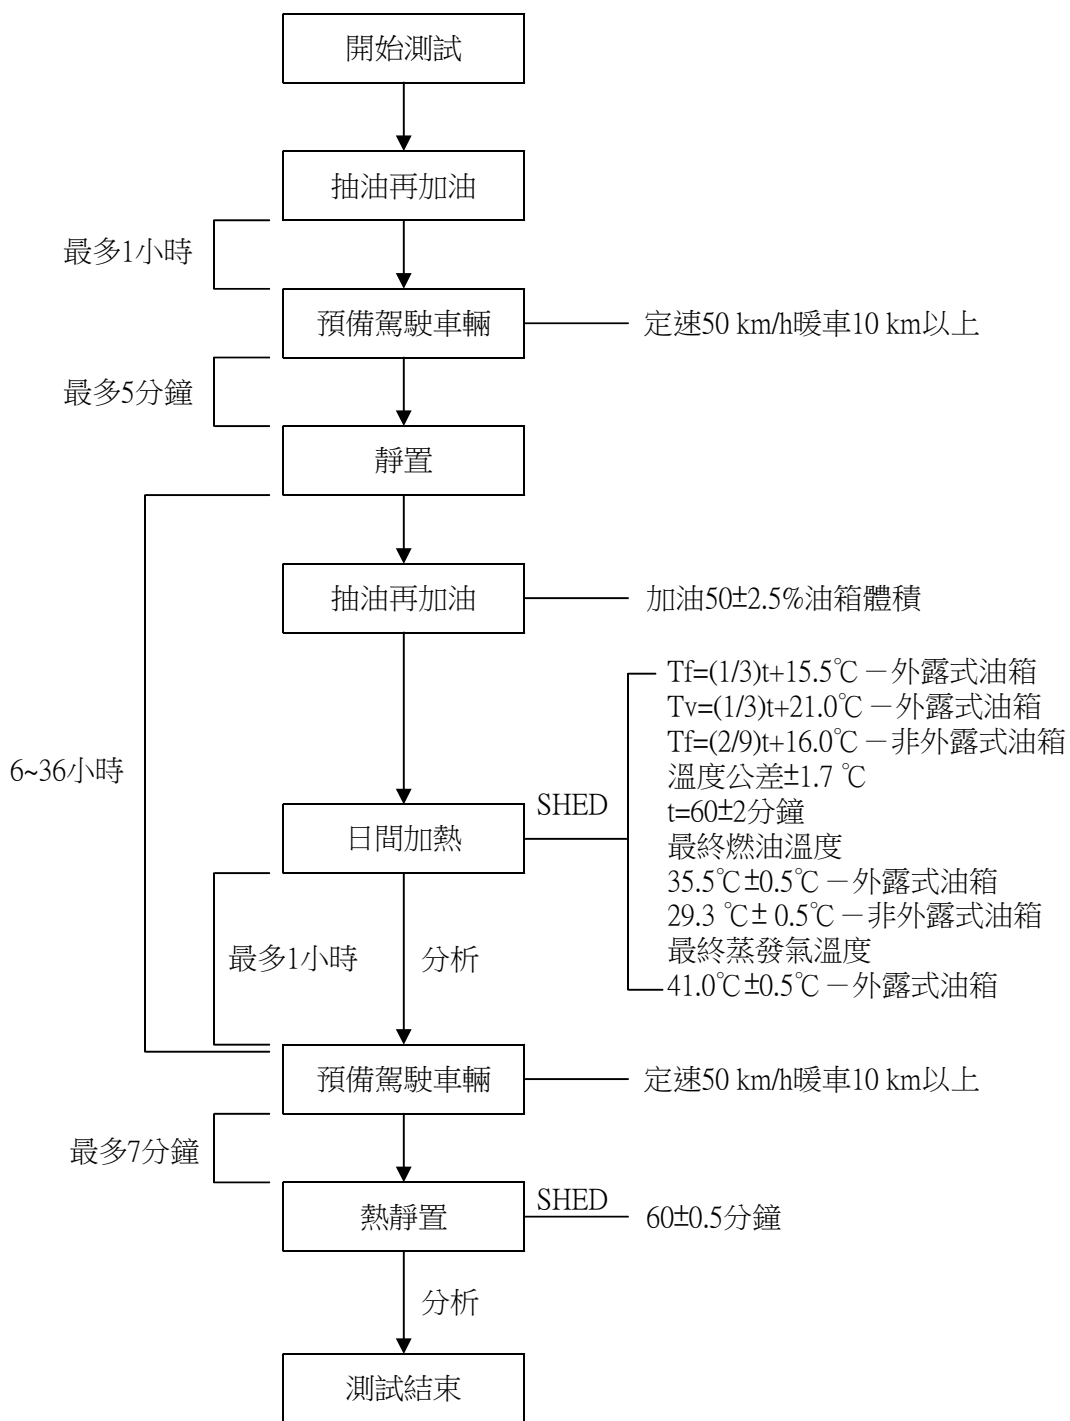 開始測試
抽油再加油
最多1小時
預備駕駛車輛
定速50 km/h暖車10 km以上
最多5分鐘
靜置
抽油再加油
加油50±2.5%油箱體積
6~36小時
日間加熱
SHED
Tf=(1/3)t+15.5℃－外露式油箱
Tv=(1/3)t+21.0℃－外露式油箱
Tf=(2/9)t+16.0℃－非外露式油箱
溫度公差±1.7 ℃
t=60±2分鐘
最終燃油溫度
35.5℃±0.5℃－外露式油箱
29.3 ℃± 0.5℃－非外露式油箱
最終蒸發氣溫度
41.0℃±0.5℃－外露式油箱
最多1小時
分析
預備駕駛車輛
定速50 km/h暖車10 km以上
最多7分鐘
熱靜置
SHED
60±0.5分鐘
分析
測試結束